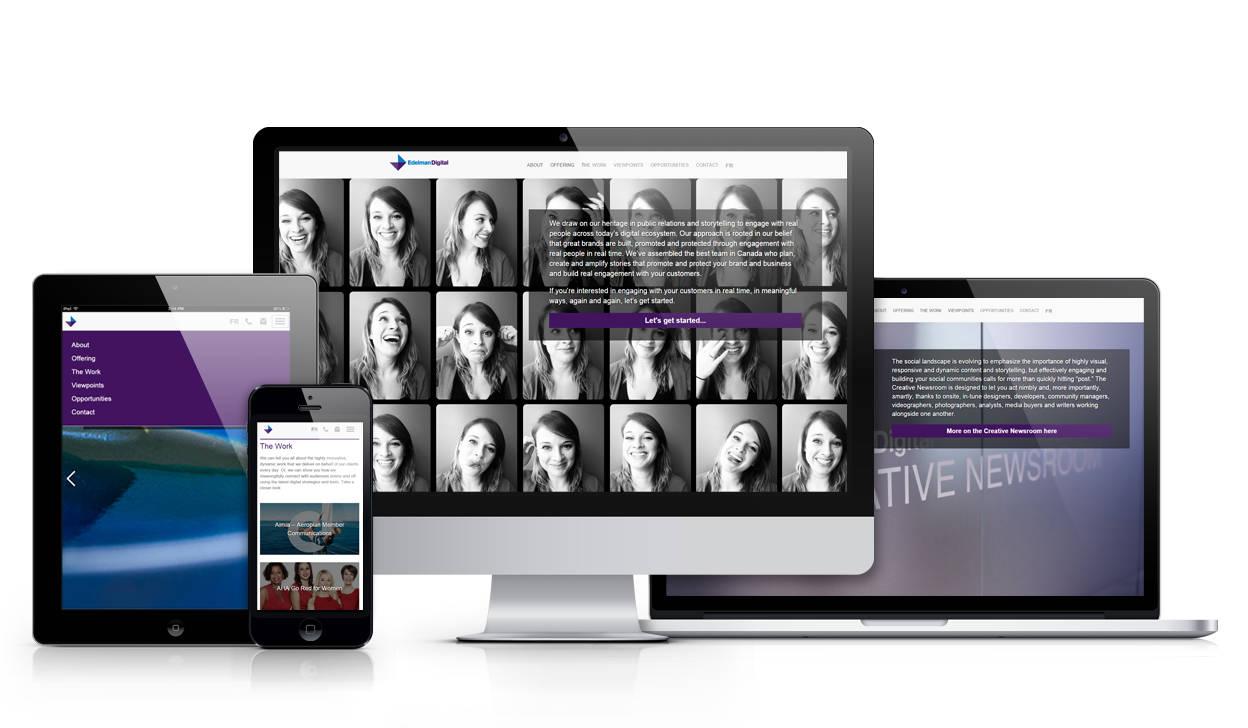 EdelmanDigital
ABOUT OFFERING THE WORK VIEWPOINTS OPPORTUNITIES CONTACT FR
We draw on our heritage in public relations and storytelling to engage with real
people across today's digital ecosystem. Our approach is rooted in our belief
that great brands are built, promoted and protected through engagement with
real people in real time. We've assembled the best team in Canada who plan,
create and amplify stories that promote and protect your brand and business
and build real engagement with your customers.
If you're interested in engaging with your customers in real time, in meaningful
ways, again and again, let's get started.
Let's get started...
iPad
PM
FR
About
Offering
The Work
Viewpoints
Opportunities
Contact
FR
The Work
We can tell you all about the highly innovative,
dynamic work that we deliver on behalf of our clients
every day. Or, we can show you how we
meaningfully connect with audiences online and off
using the latest digital strategies and tools. Take a
closer look.
Aimia – Aeroplan Member
Communications
AHA Go Red for Women
OFFERING THE WORK VIEWPOINTS OPPORTUNITIES CONTACT FR
The social landscape is evolving to emphasize the importance of highly visual,
responsive and dynamic content and storytelling, but effectively engaging and
building your social communities calls for more than quickly hitting "post." The
Creative Newsroom is designed to let you act nimbly and, more importantly,
smartly, thanks to onsite, in-tune designers, developers, community managers,
videographers, photographers, analysts, media buyers and writers working
alongside one another.
More on the Creative Newsroom here
Digital
ATIVE NEWSROOM